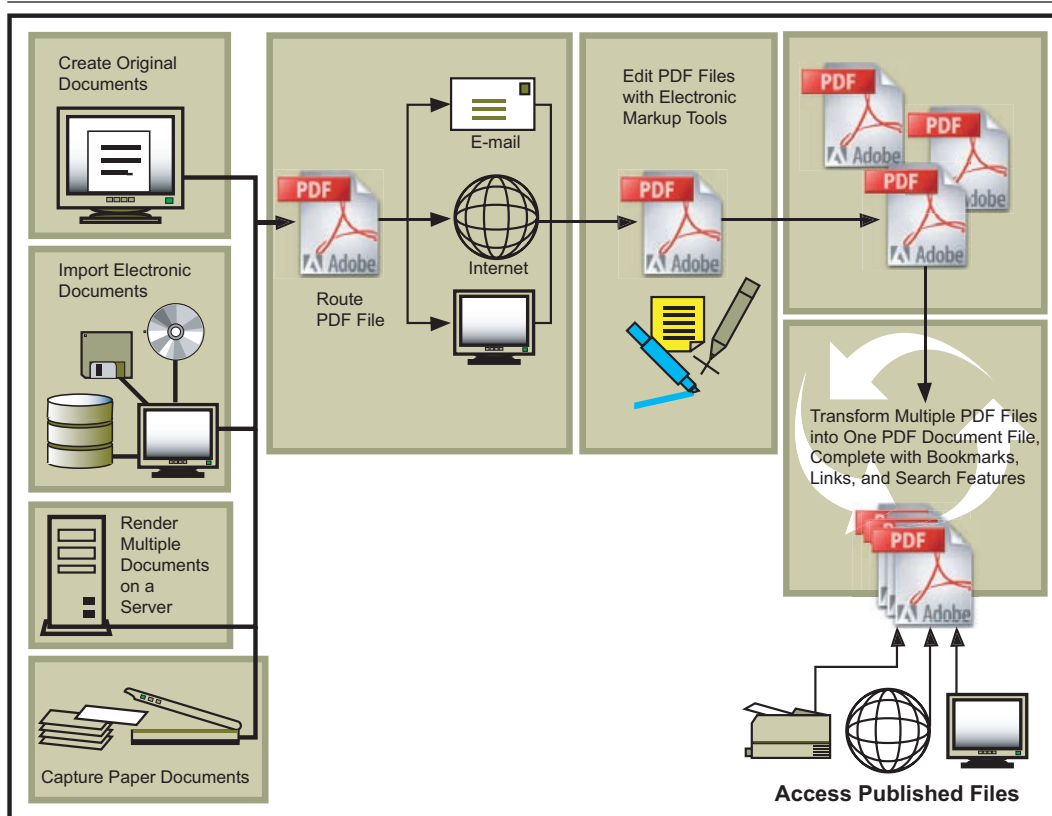 Create Original
Documents
Import Electronic
Documents
Render
Multiple
Documents
on a
Server
Capture Paper Documents
PDF
Adobe
Route
PDF File
E-mail
Internet
Edit PDF Files
with Electronic
Markup Tools
PDF
Adobe
PDF
Adobe
PDF
Adobe
PDF
Adobe
Transform Multiple PDF Files
into One PDF Document File,
Complete with Bookmarks,
Links, and Search Features
PDF
Adobe
Access Published Files